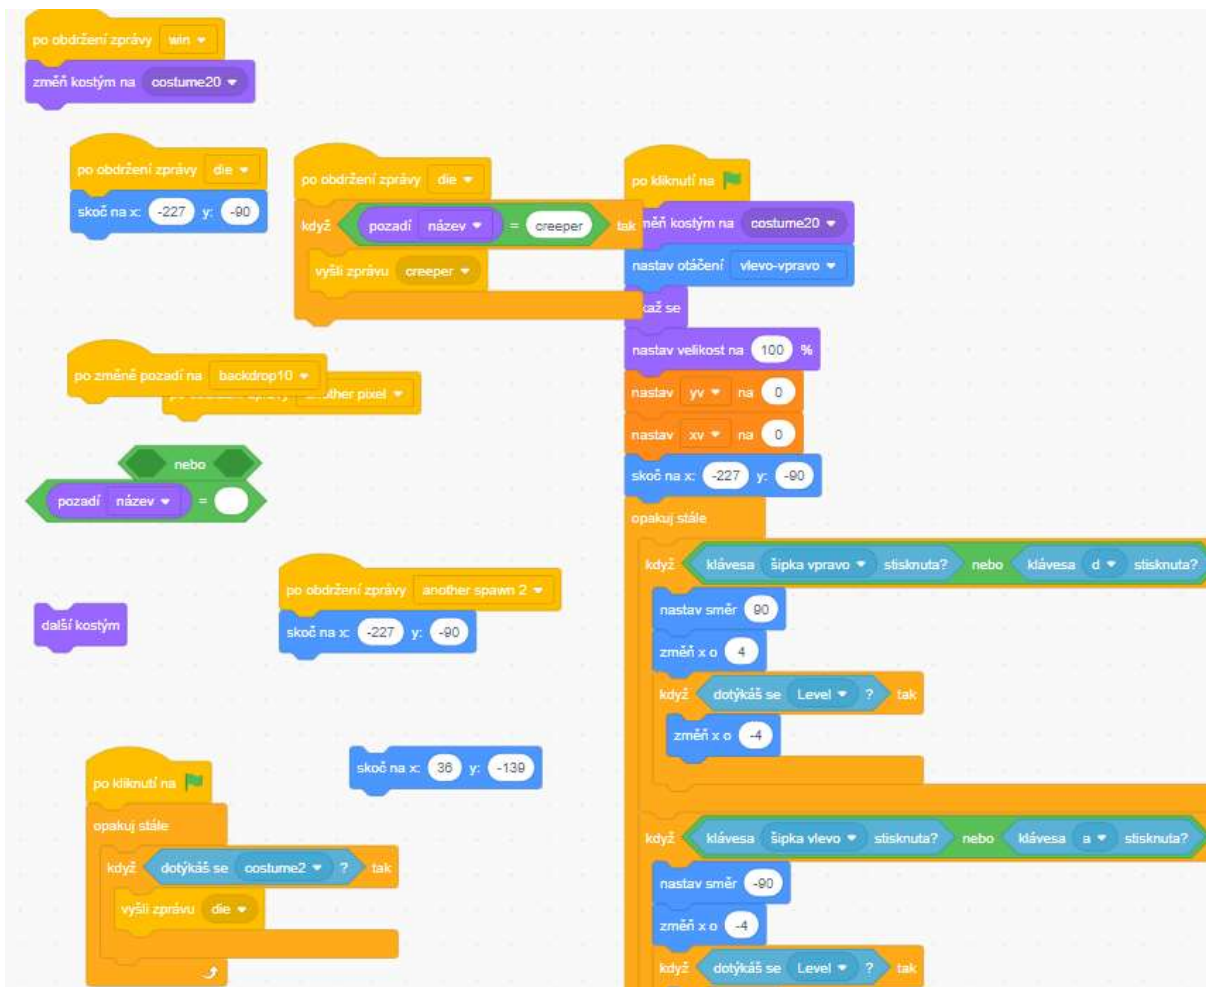 po obdržení zprávy win
změň kostým na costume20
po obdržení zprávy die
skoč na x: -227 y: -90
po obdržení zprávy die
když pozadí název = creeper tak
vyšli zprávu creeper
po změně pozadí na backdrop10
another pixel
nebo
pozadí název =
další kostým
po obdržení zprávy another spawn 2
skoč na x: -227 y: -90
skoč na x: 36 y: -139
po kliknutí na
opakuj stále
když dotýkáš se costume2 ? tak
vyšli zprávu die
po kliknutí na
měň kostým na costume20
nastav otáčení vlevo-vpravo
kaž se
nastav velikost na 100 %
nastav yv na 0
nastav xv na 0
skoč na x: -227 y: -90
opakuj stále
když klávesa šipka vpravo stisknuta? nebo klávesa d stisknuta?
nastav směr 90
změň x o 4
když dotýkáš se Level ? tak
změň x o -4
když klávesa šipka vlevo stisknuta? nebo klávesa a stisknuta?
nastav směr -90
změň x o -4
když dotýkáš se Level ? tak